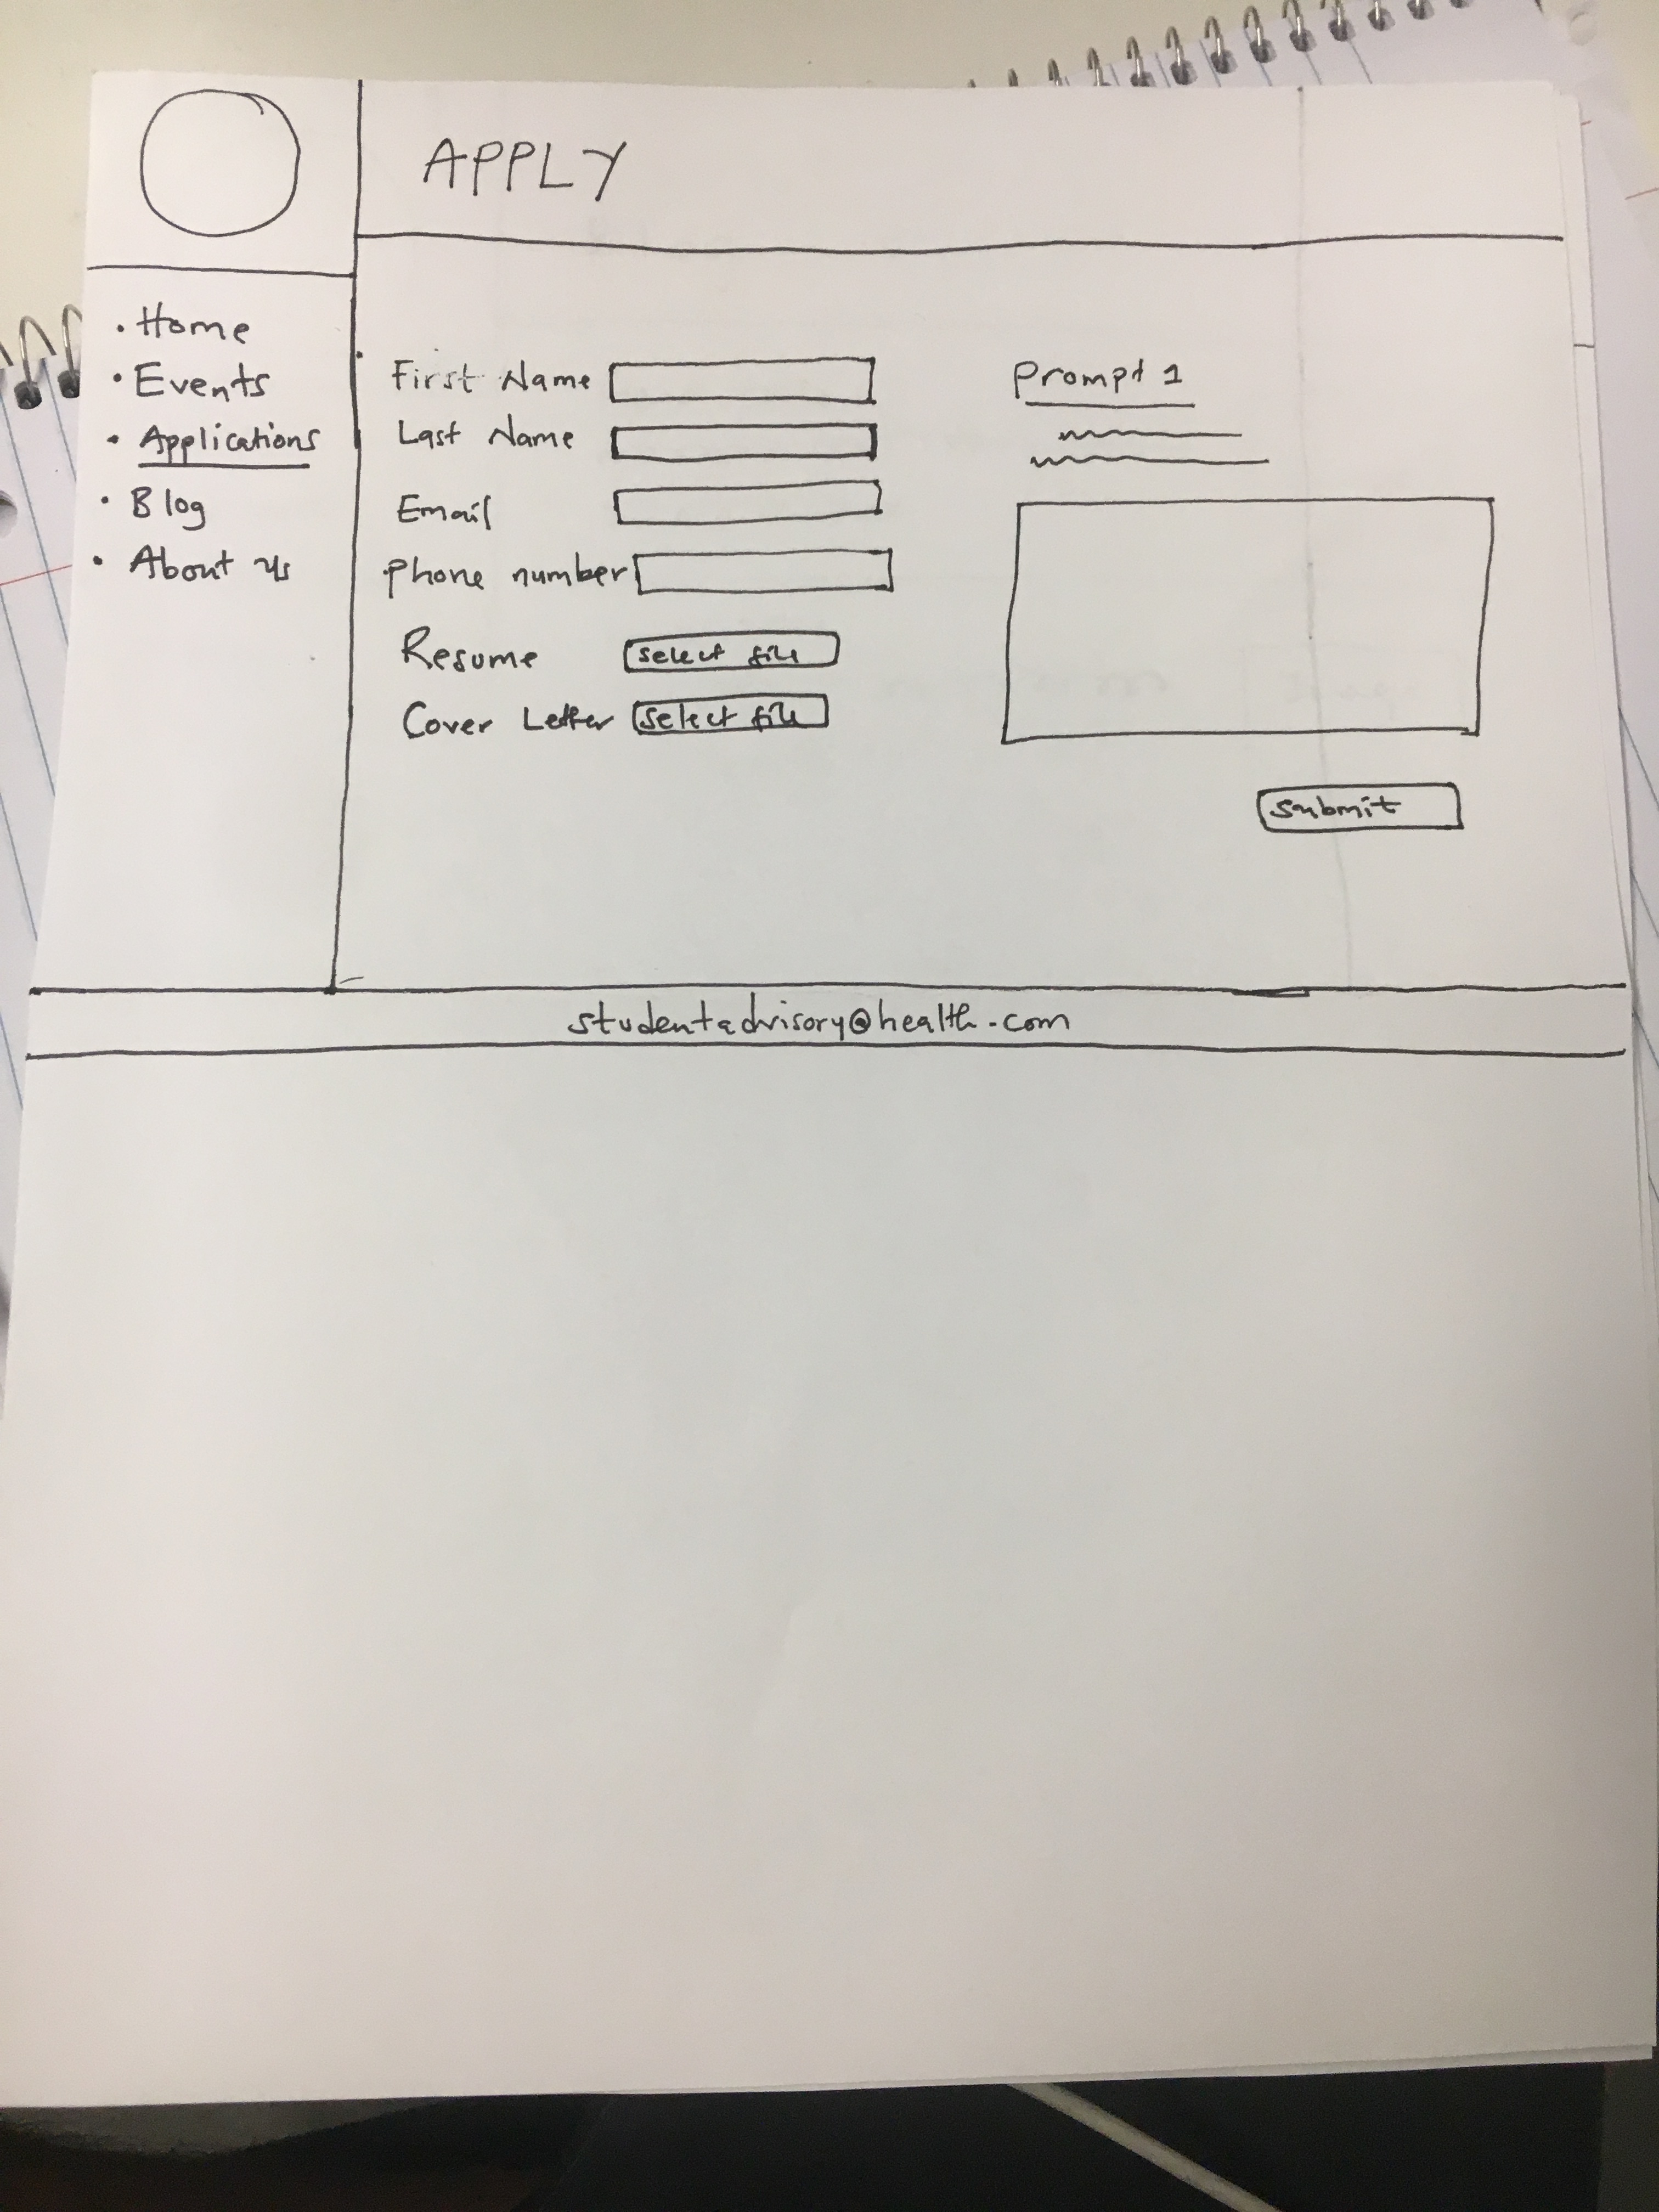 APPLY
• Home
• Events
• Applications
• Blog
• About us
First Name
Last Name
Email
Phone number
Resume select file
Cover Letter select file
Prompt 1
submit
studentadvisory@health.com